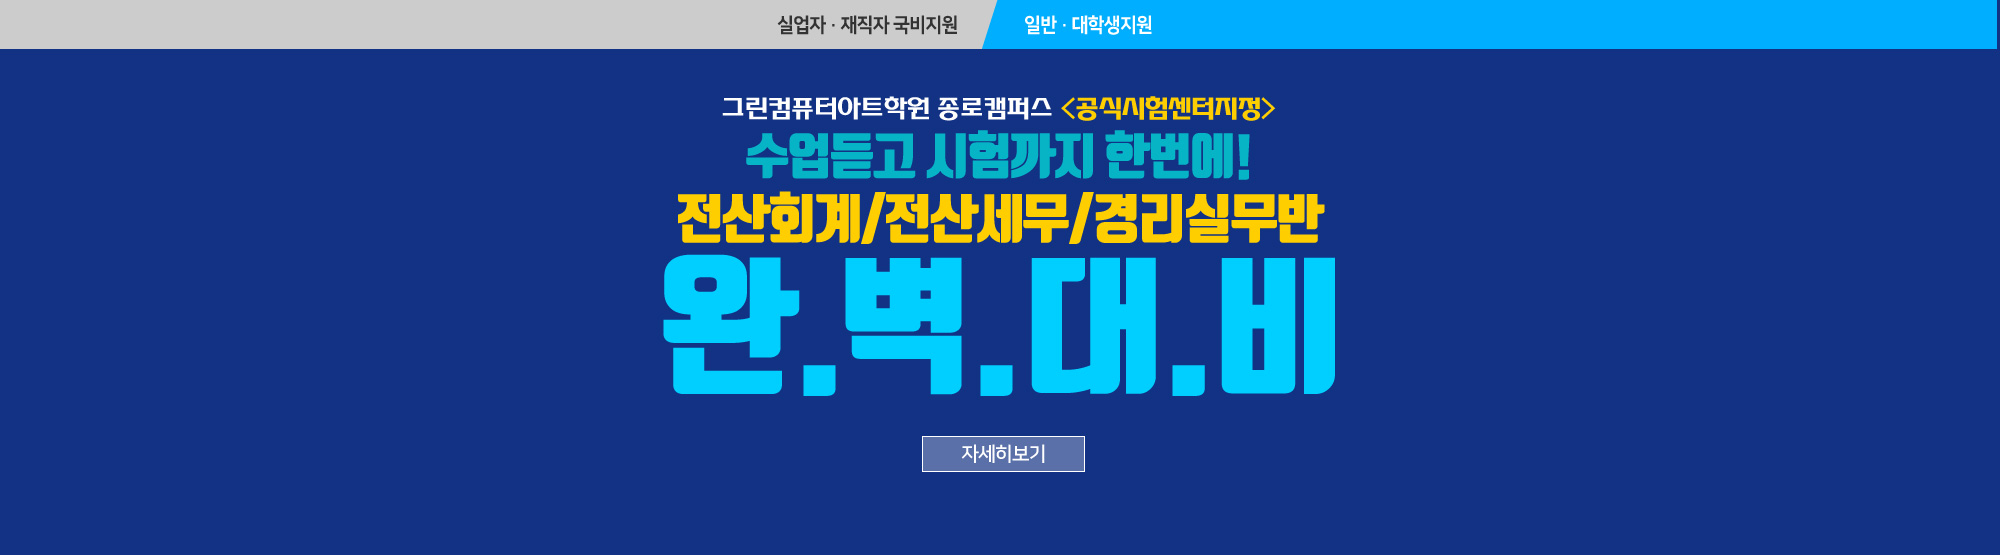 실업자 · 재직자 국비지원
일반 · 대학생지원
그린컴퓨터아트학원 종로캠퍼스 <공식시험센터지정>
수업듣고 시험까지 한번에!
전산회계/전산세무/경리실무반
완.벽.대.비
자세히보기